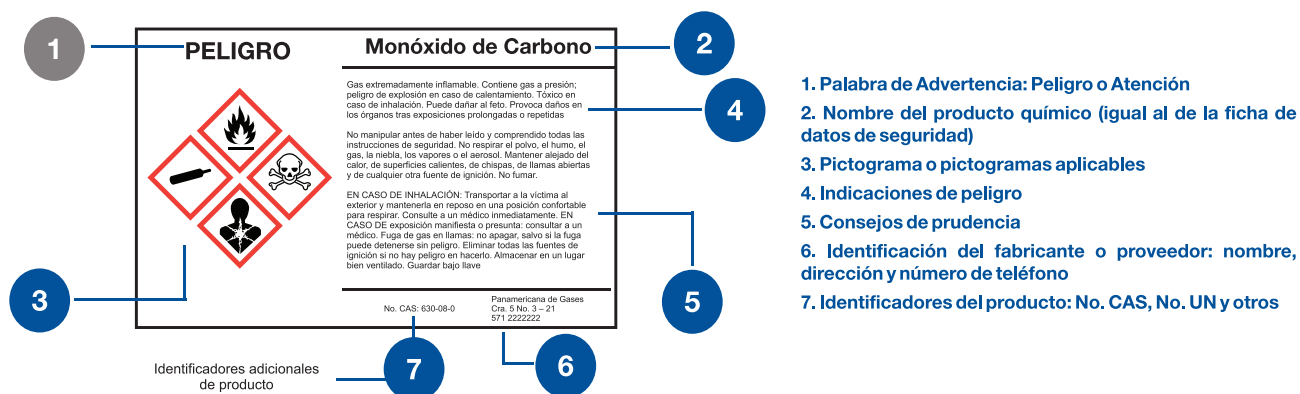 1
PELIGRO
Monóxido de Carbono
2
Gas extremadamente inflamable. Contiene gas a presión;
peligro de explosión en caso de calentamiento. Tóxico en
caso de inhalación. Puede dañar al feto. Provoca daños en
los órganos tras exposiciones prolongadas o repetidas
4
No manipular antes de haber leído y comprendido todas las
instrucciones de seguridad. No respirar el polvo, el humo, el
gas, la niebla, los vapores o el aerosol. Mantener alejado del
calor, de superficies calientes, de chispas, de llamas abiertas
y de cualquier otra fuente de ignición. No fumar.
EN CASO DE INHALACIÓN: Transportar a la víctima al
exterior y mantenerla en reposo en una posición confortable
para respirar. Consulte a un médico inmediatamente. EN
CASO DE exposición manifiesta o presunta: consultar a un
médico. Fuga de gas en llamas: no apagar, salvo si la fuga
puede detenerse sin peligro. Eliminar todas las fuentes de
ignición si no hay peligro en hacerlo. Almacenar en un lugar
bien ventilado. Guardar bajo llave
3
5
No. CAS: 630-08-0
Panamericana de Gases
Cra. 5 No. 3 – 21
571 2222222
7
6
Identificadores adicionales
de producto
1. Palabra de Advertencia: Peligro o Atención
2. Nombre del producto químico (igual al de la ficha de
datos de seguridad)
3. Pictograma o pictogramas aplicables
4. Indicaciones de peligro
5. Consejos de prudencia
6. Identificación del fabricante o proveedor: nombre,
dirección y número de teléfono
7. Identificadores del producto: No. CAS, No. UN y otros